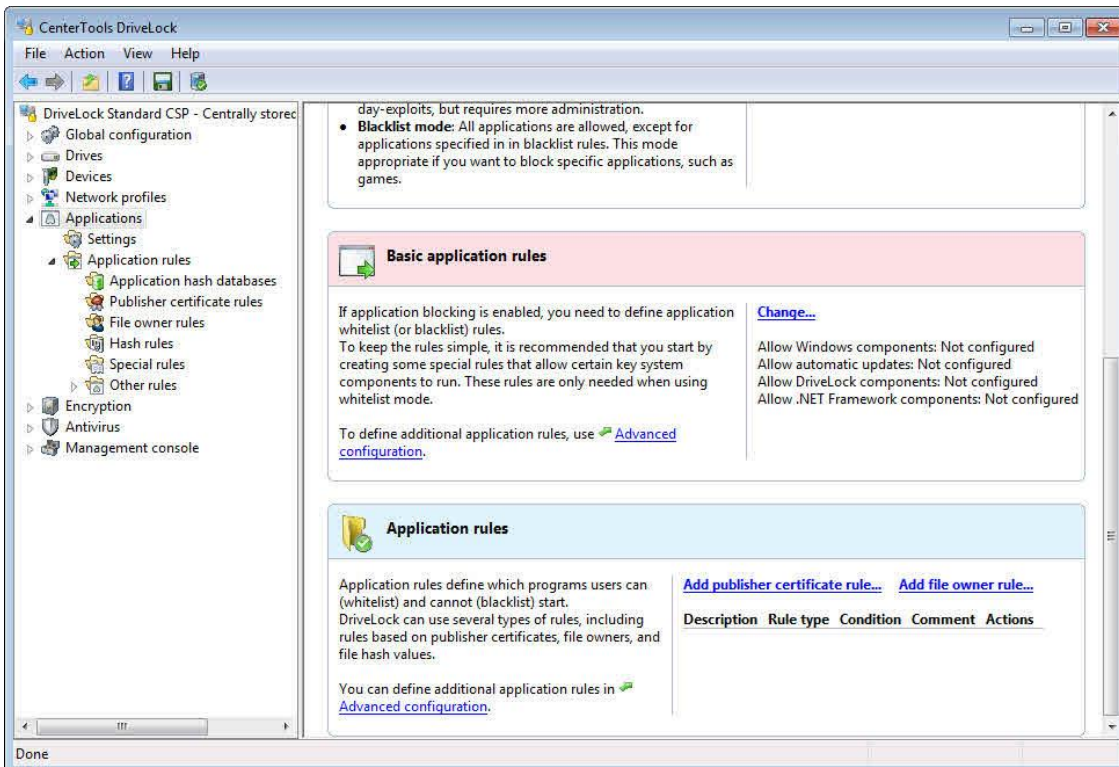 CenterTools DriveLock
File Action View Help
DriveLock Standard CSP - Centrally storec
Global configuration
Drives
Devices
Network profiles
Applications
Settings
Application rules
Application hash databases
Publisher certificate rules
File owner rules
Hash rules
Special rules
Other rules
Encryption
Antivirus
Management console
day-exploits, but requires more administration.
• Blacklist mode: All applications are allowed, except for
applications specified in in blacklist rules. This mode
appropriate if you want to block specific applications, such as
games.
Basic application rules
If application blocking is enabled, you need to define application
whitelist (or blacklist) rules.
To keep the rules simple, it is recommended that you start by
creating some special rules that allow certain key system
components to run. These rules are only needed when using
whitelist mode.
To define additional application rules, use Advanced
configuration.
Change...
Allow Windows components: Not configured
Allow automatic updates: Not configured
Allow DriveLock components: Not configured
Allow .NET Framework components: Not configured
Application rules
Application rules define which programs users can
(whitelist) and cannot (blacklist) start.
DriveLock can use several types of rules, including
rules based on publisher certificates, file owners, and
file hash values.
You can define additional application rules in
Advanced configuration.
Add publisher certificate rule... Add file owner rule...
Description Rule type Condition Comment Actions
Done